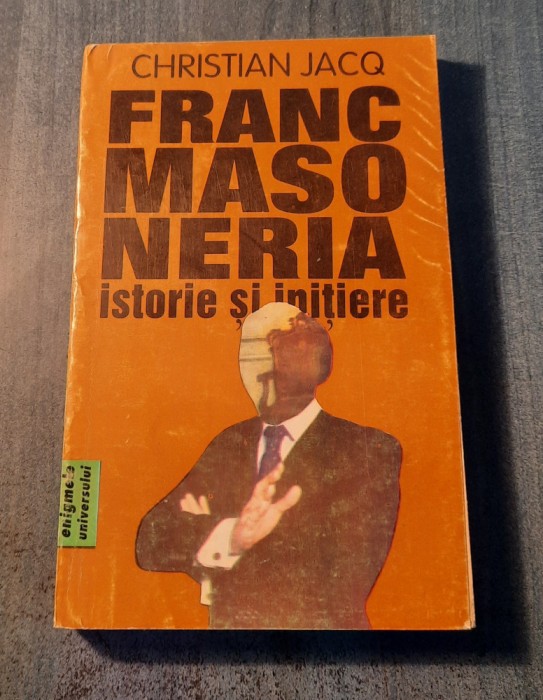 CHRISTIAN JACQ
FRANC
MASO
NERIA
istorie și inițiere
enigmele
universului